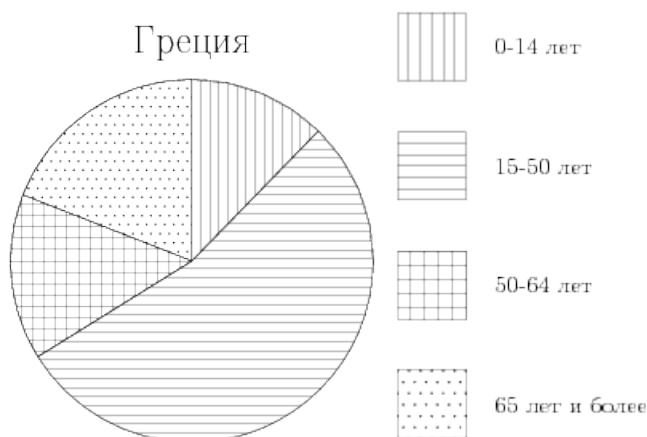 Греция
0-14 лет
15-50 лет
50-64 лет
65 лет и более